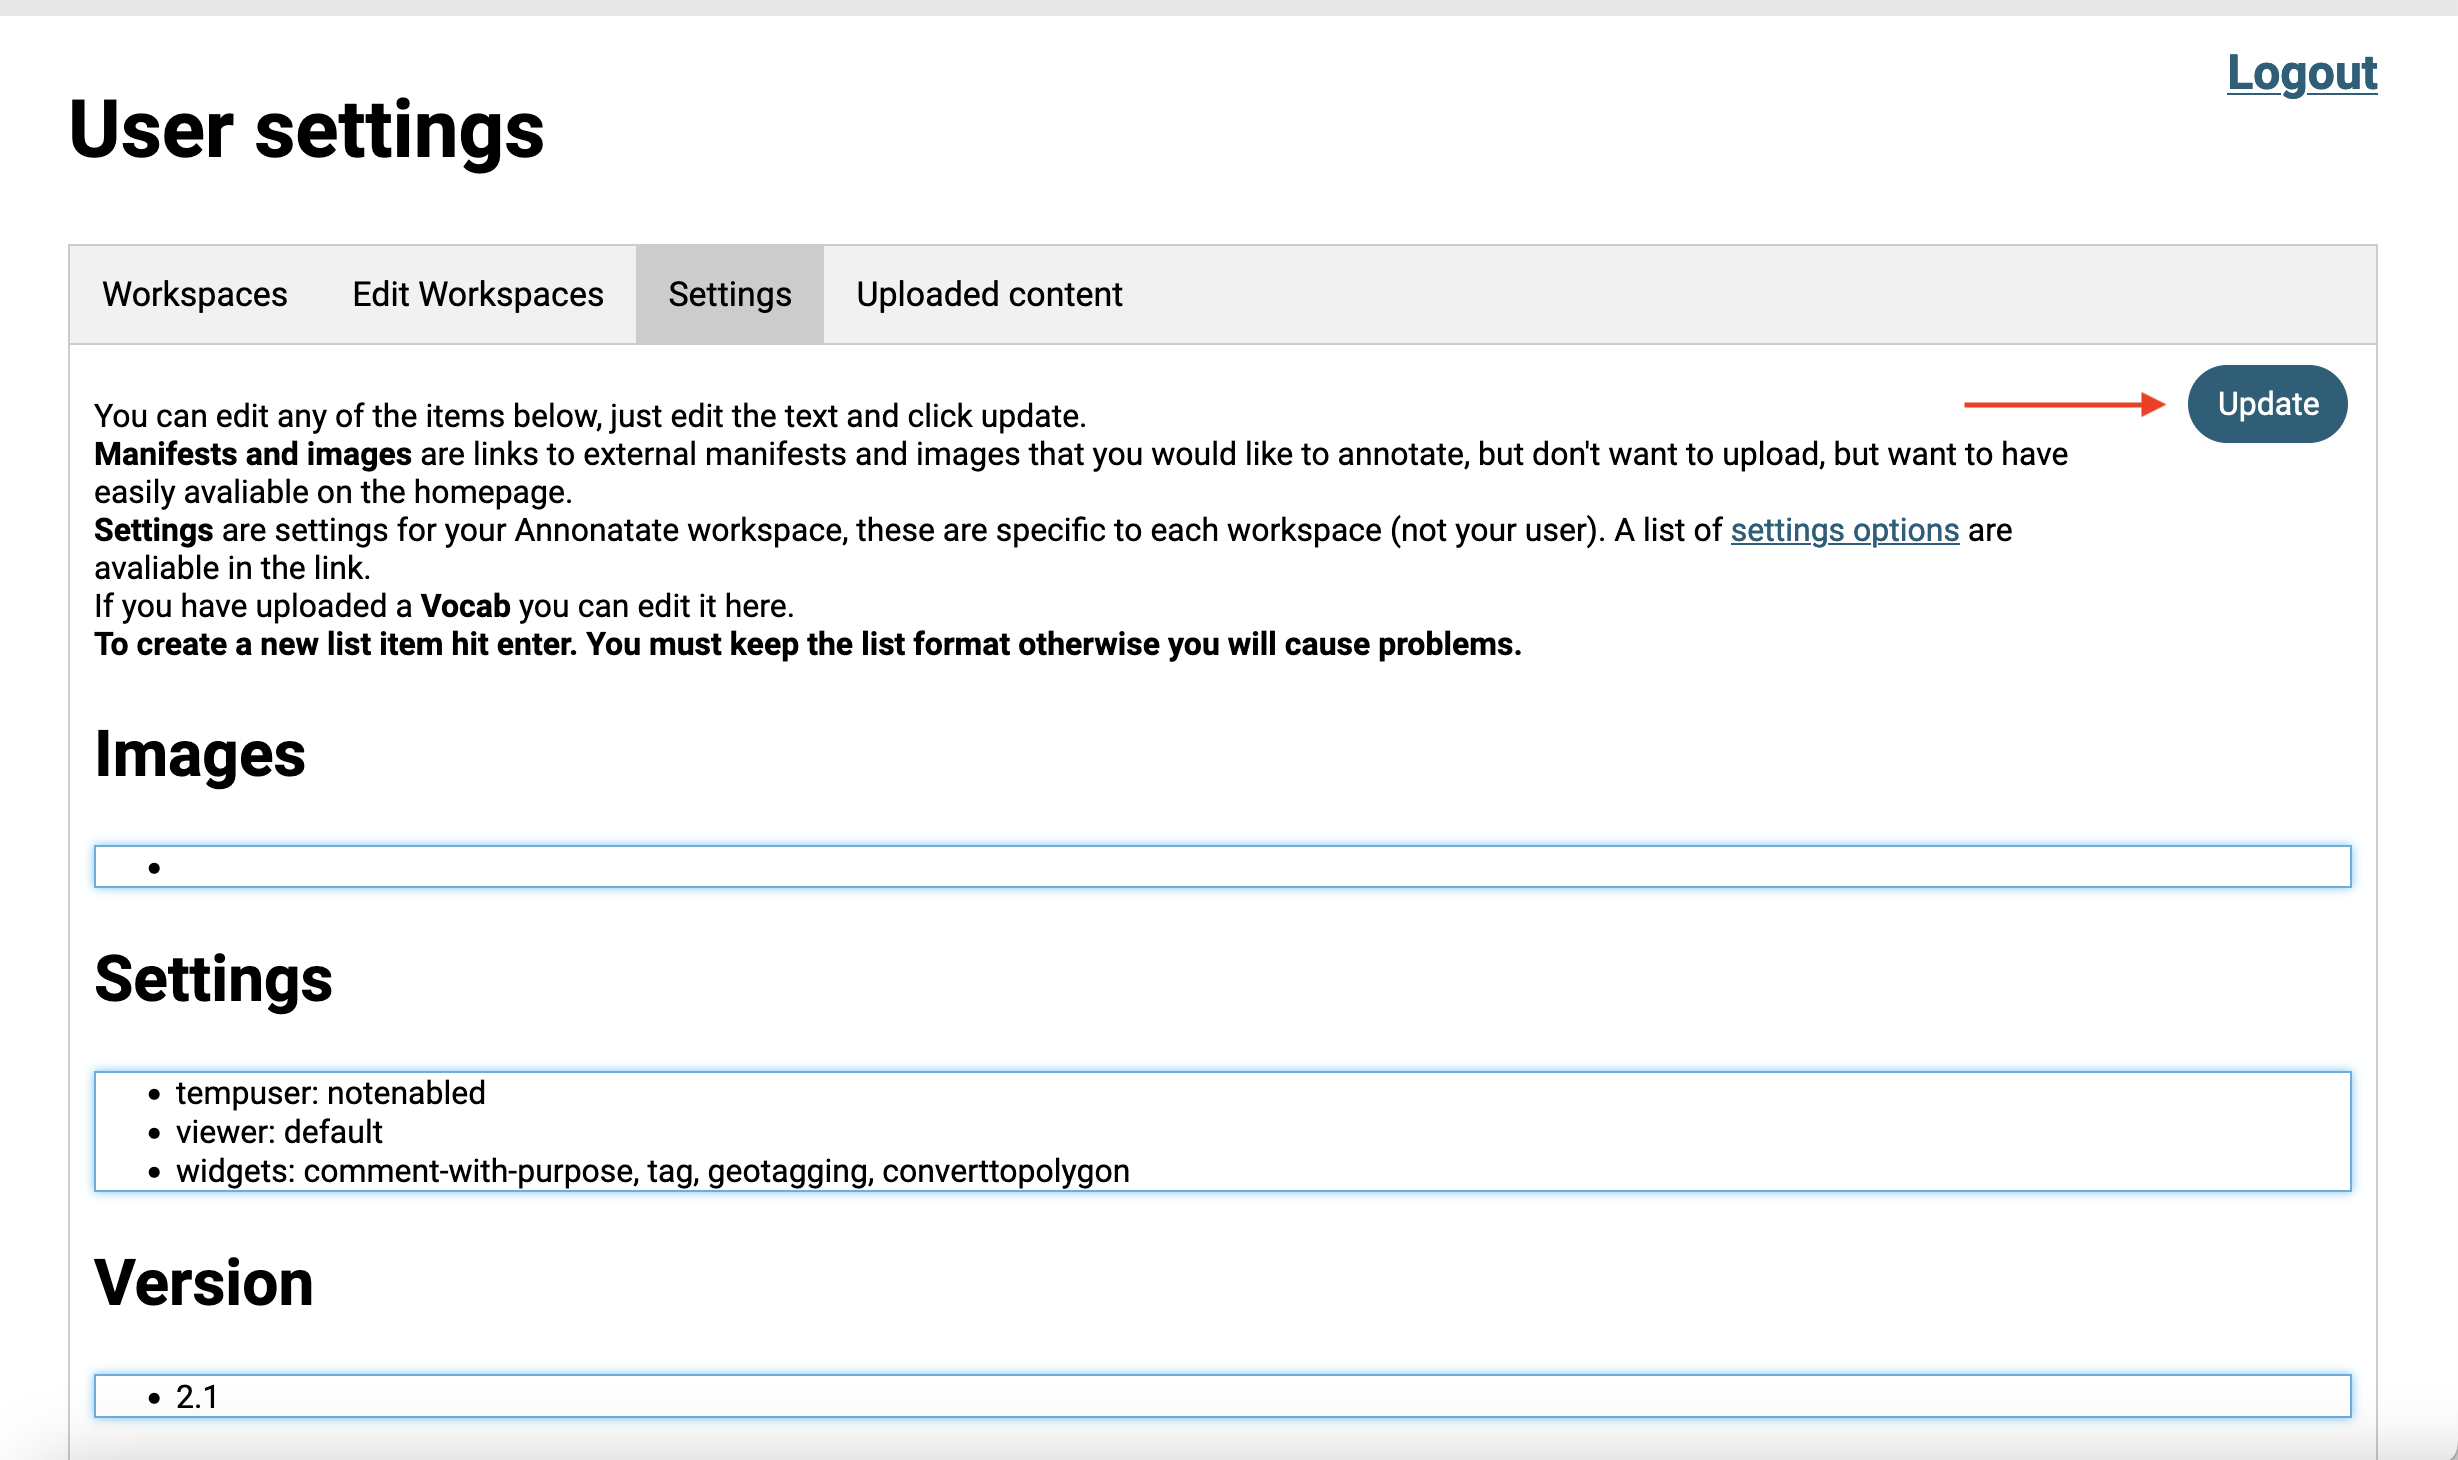 Logout
User settings
Workspaces Edit Workspaces Settings Uploaded content
Update
You can edit any of the items below, just edit the text and click update.
Manifests and images are links to external manifests and images that you would like to annotate, but don't want to upload, but want to have
easily avaliable on the homepage.
Settings are settings for your Annonatate workspace, these are specific to each workspace (not your user). A list of settings options are
avaliable in the link.
If you have uploaded a Vocab you can edit it here.
To create a new list item hit enter. You must keep the list format otherwise you will cause problems.
Images
•
Settings
• tempuser: notenabled
• viewer: default
• widgets: comment-with-purpose, tag, geotagging, converttopolygon
Version
• 2.1